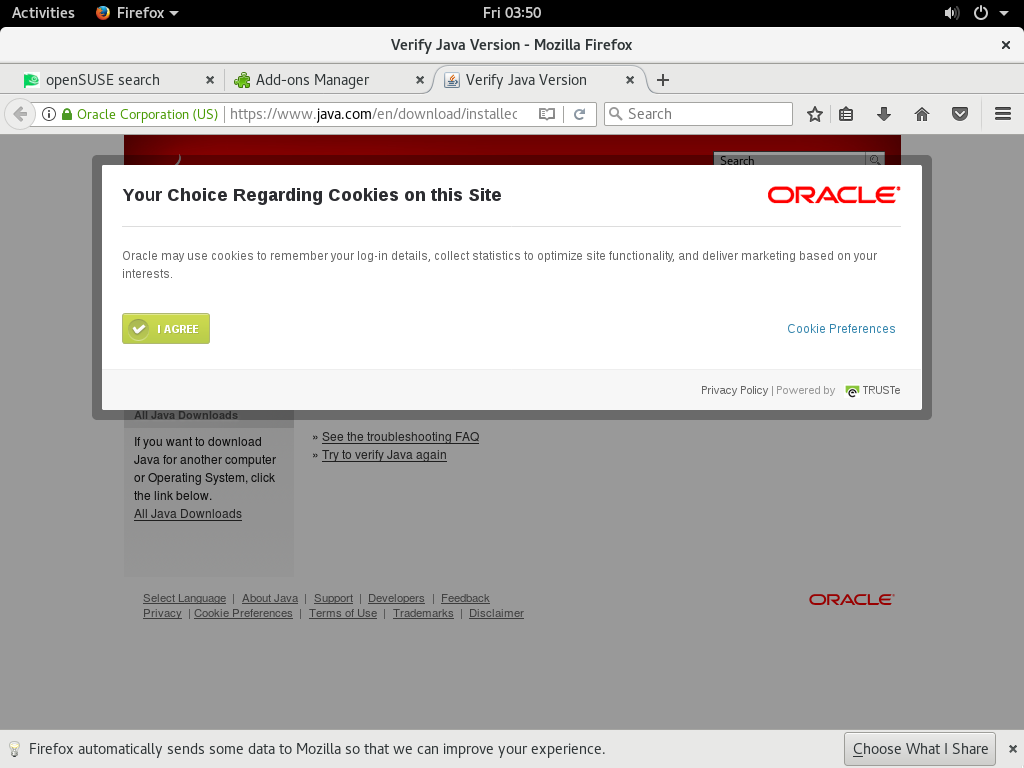 Activities Firefox Fri 03:50
Verify Java Version - Mozilla Firefox
openSUSE search Add-ons Manager Verify Java Version
Oracle Corporation (US) https://www.java.com/en/download/installec Search
Search
Your Choice Regarding Cookies on this Site ORACLE
Oracle may use cookies to remember your log-in details, collect statistics to optimize site functionality, and deliver marketing based on your
interests.
I AGREE Cookie Preferences
Privacy Policy | Powered by TRUSTe
All Java Downloads
If you want to download
Java for another computer
or Operating System, click
the link below.
All Java Downloads
» See the troubleshooting FAQ
» Try to verify Java again
Select Language | About Java | Support | Developers | Feedback
Privacy | Cookie Preferences | Terms of Use | Trademarks | Disclaimer
ORACLE
Firefox automatically sends some data to Mozilla so that we can improve your experience. Choose What I Share